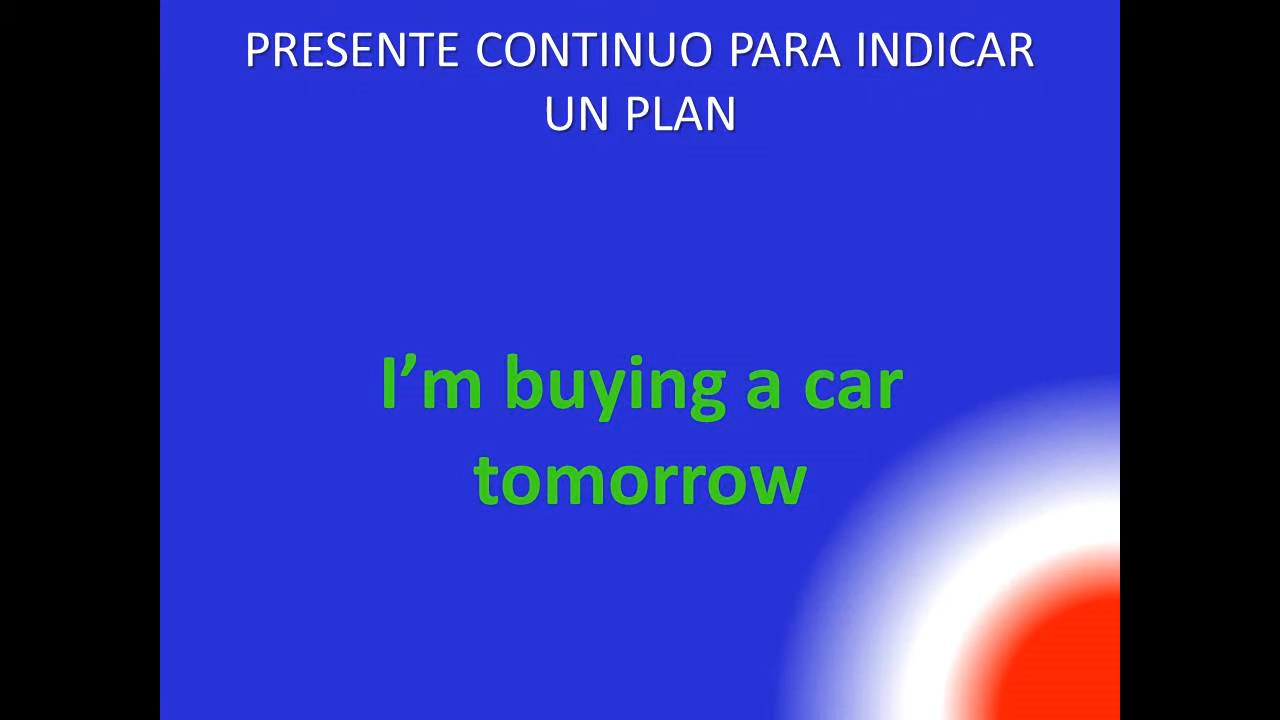 PRESENTE CONTINUO PARA INDICAR
UN PLAN
I’m buying a car
tomorrow